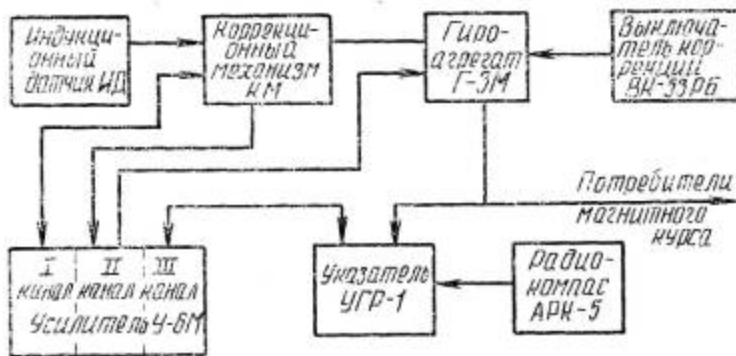 Индукци-
онный
датчик ИД
Коррекци-
онный
механизм
КМ
Гиро-
агрегат
Г-3М
Выключа-
тель кор-
рекций
ВК-53РБ
Потребители
магнитного
курса
I II III
канал канал канал
Усилитель У-6М
Указатель
УГР-1
Радио-
компас
АРК-5